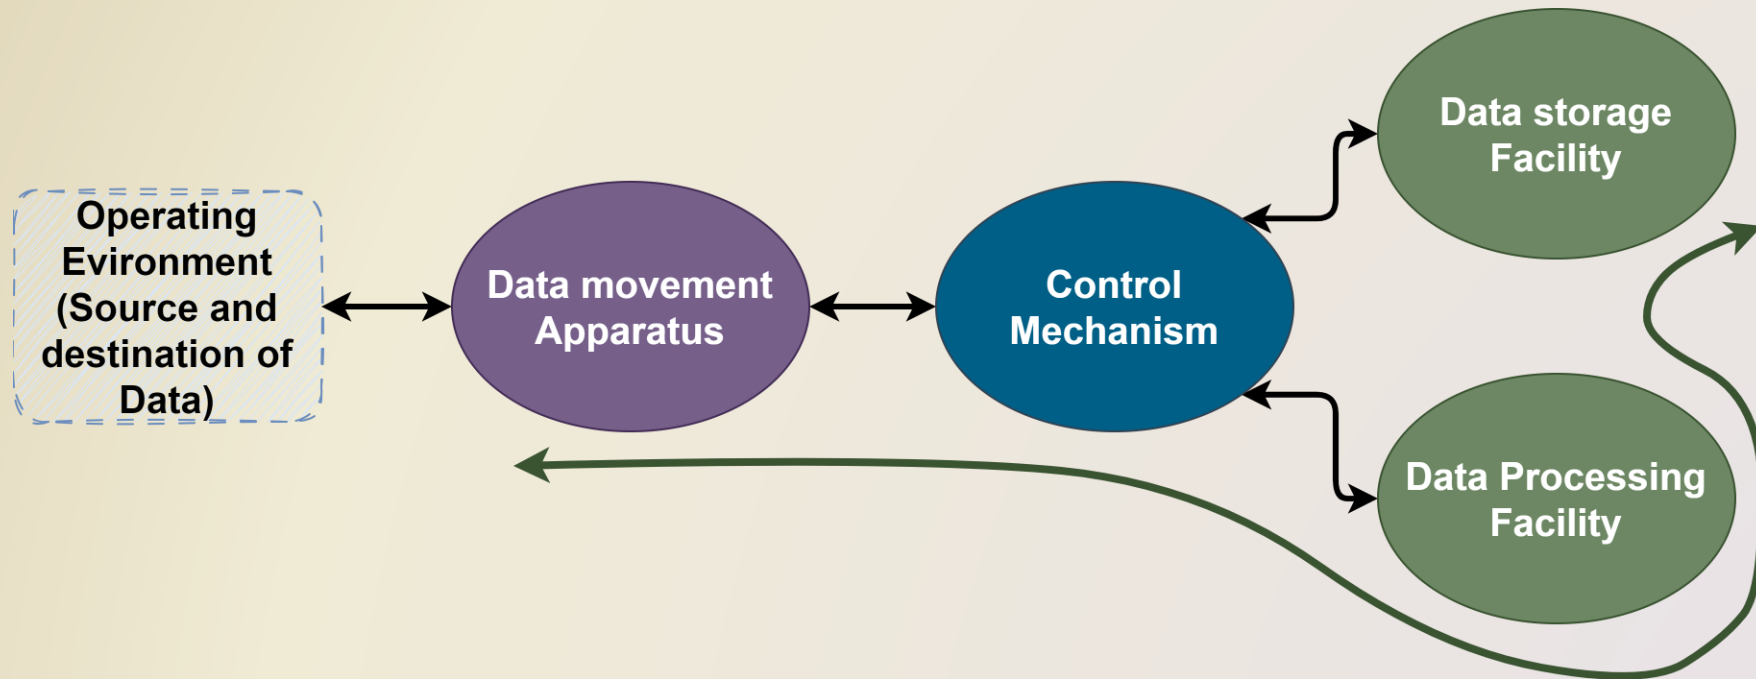 Operating
Evironment
(Source and
destination of
Data)
Data movement
Apparatus
Control
Mechanism
Data storage
Facility
Data Processing
Facility